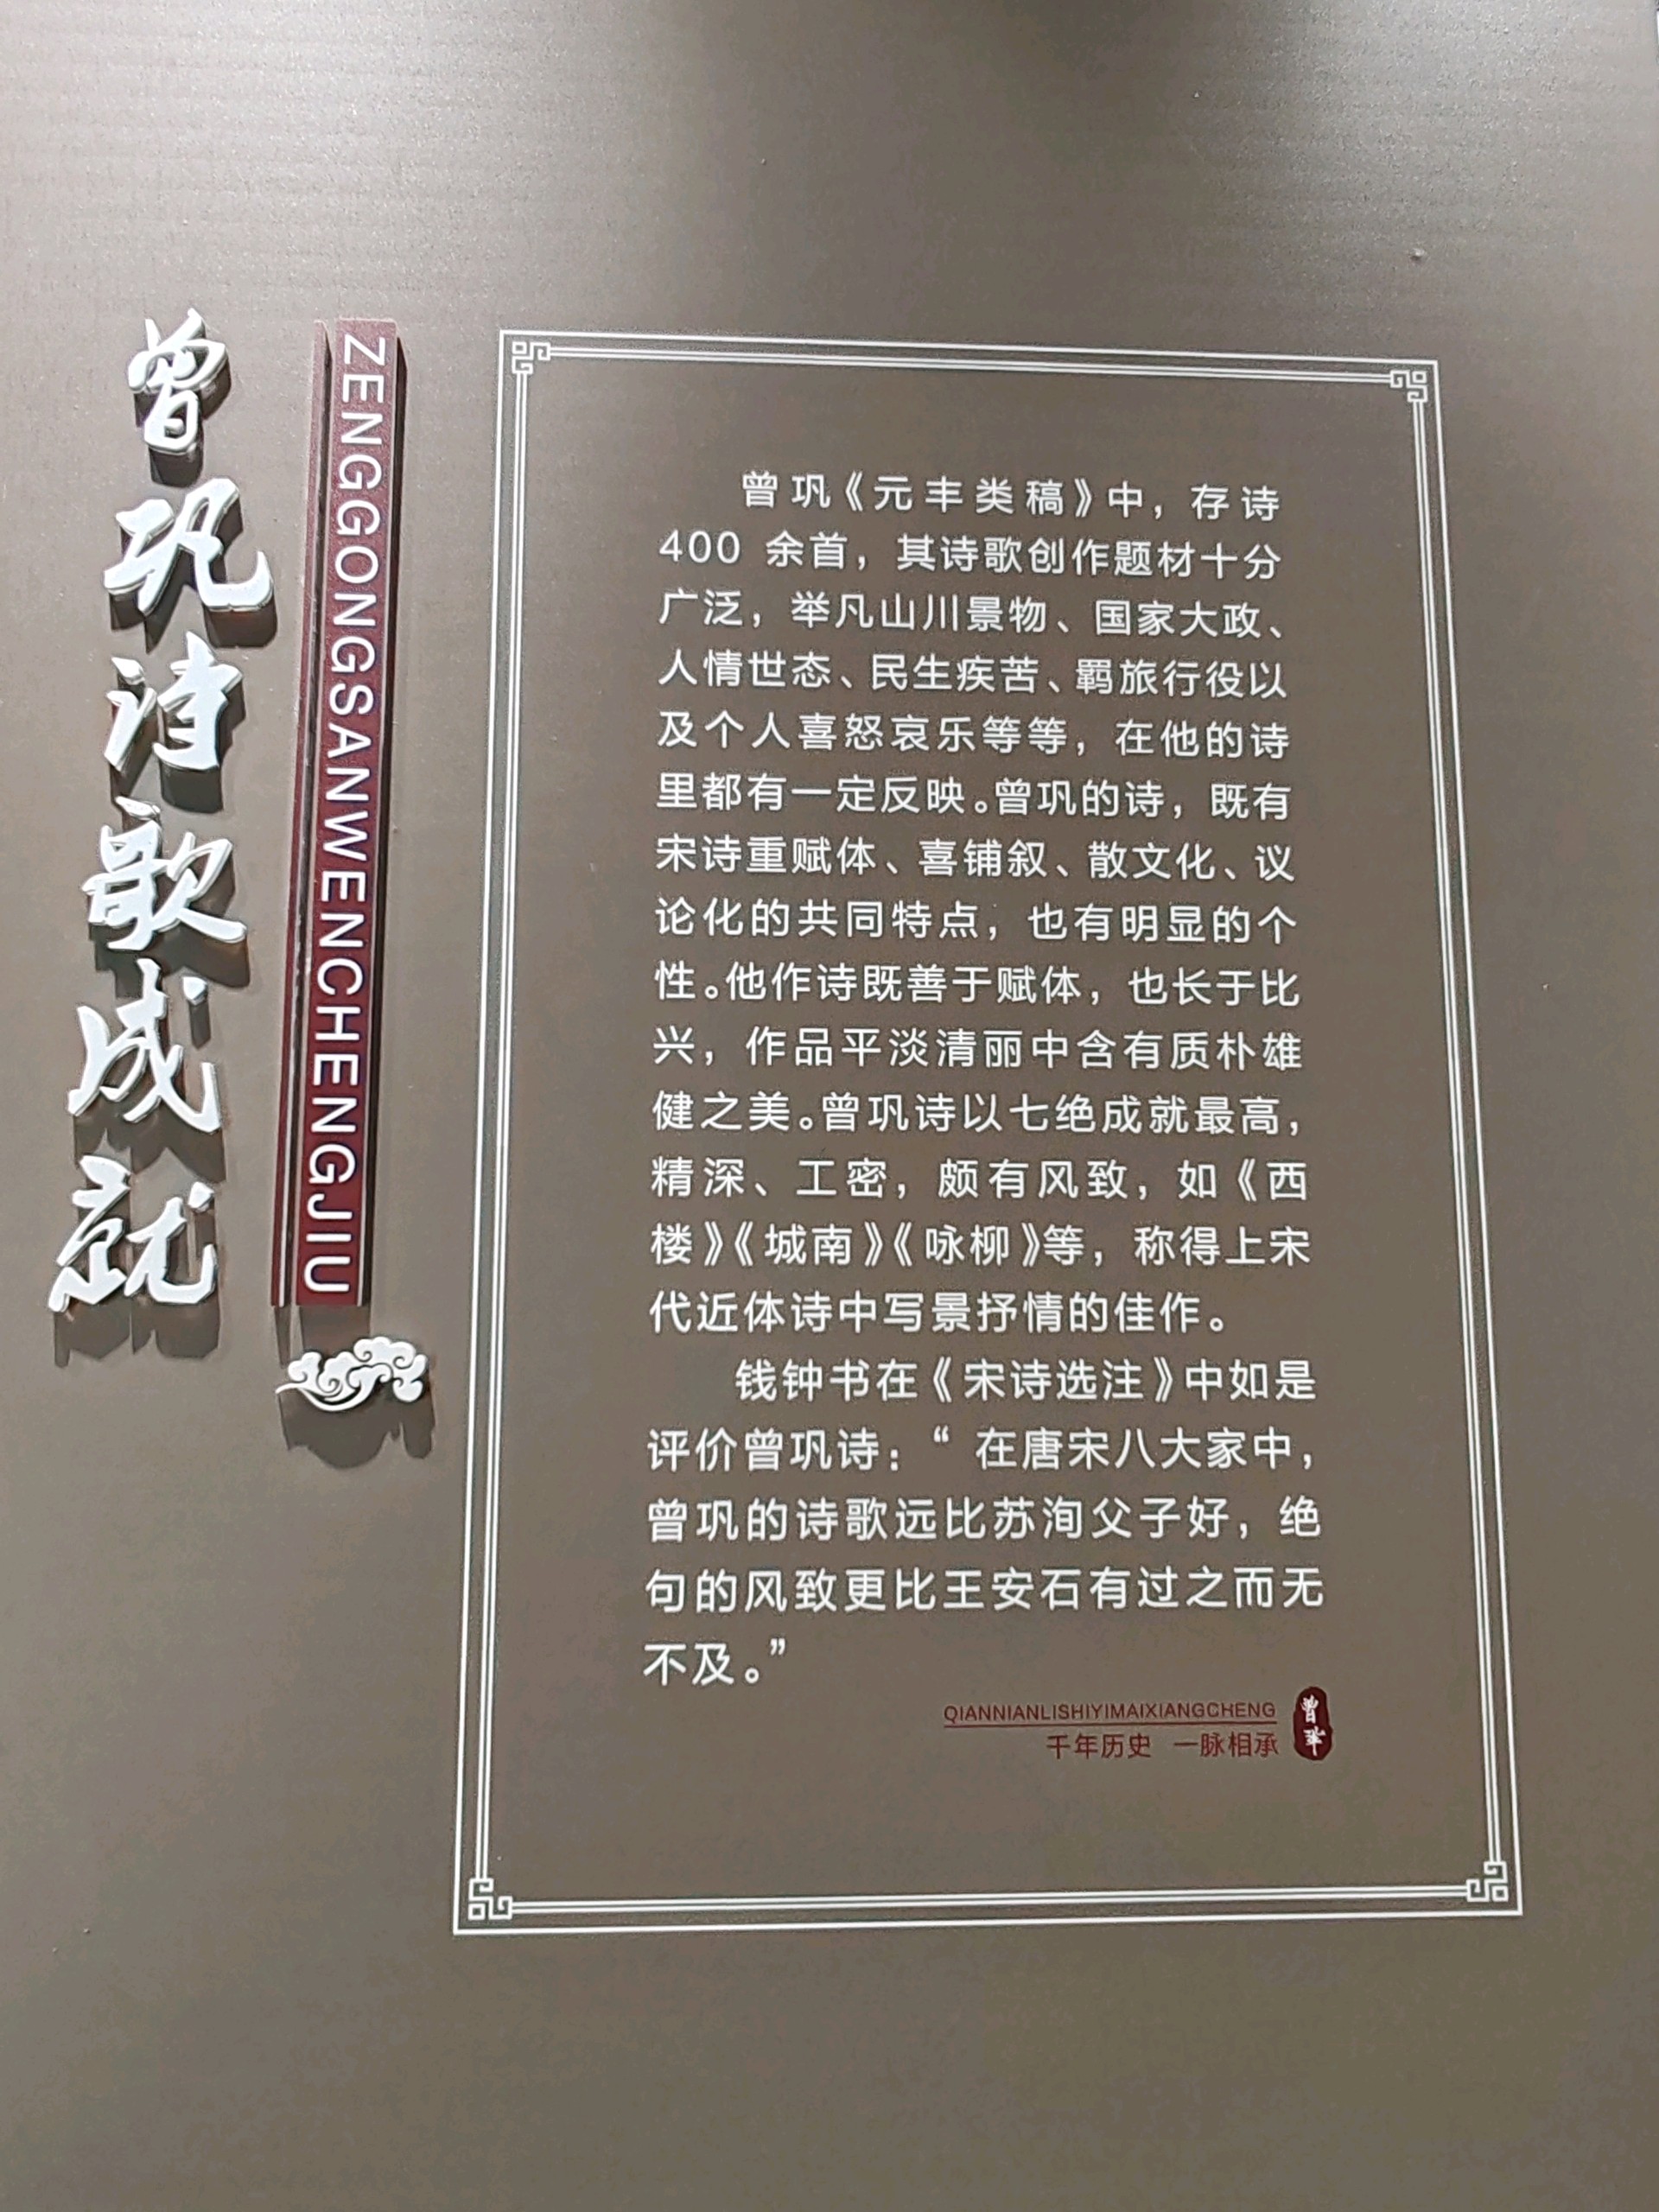 曾巩诗歌成就
ZENGGONGSANWENCHENGJIU
曾巩《元丰类稿》中，存诗
400 余首，其诗歌创作题材十分
广泛，举凡山川景物、国家大政、
人情世态、民生疾苦、羁旅行役以
及个人喜怒哀乐等等，在他的诗
里都有一定反映。曾巩的诗，既有
宋诗重赋体、喜铺叙、散文化、议
论化的共同特点，也有明显的个
性。他作诗既善于赋体，也长于比
兴，作品平淡清丽中含有质朴雄
健之美。曾巩诗以七绝成就最高，
精深、工密，颇有风致，如《西
楼》《城南》《咏柳》等，称得上宋
代近体诗中写景抒情的佳作。
钱钟书在《宋诗选注》中如是
评价曾巩诗：“ 在唐宋八大家中，
曾巩的诗歌远比苏洵父子好，绝
句的风致更比王安石有过之而无
不及。”
QIANNIANLISHIYIMAIXIANGCHENG
千年历史 一脉相承
曾巩